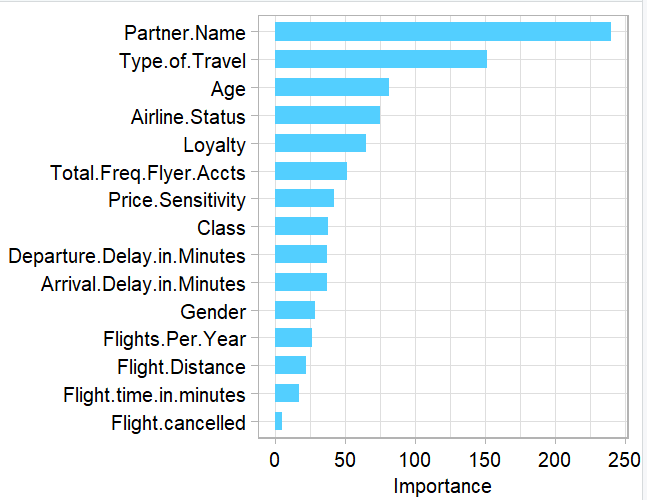 Partner.Name
Type.of.Travel
Age
Airline.Status
Loyalty
Total.Freq.Flyer.Accts
Price.Sensitivity
Class
Departure.Delay.in.Minutes
Arrival.Delay.in.Minutes
Gender
Flights.Per.Year
Flight.Distance
Flight.time.in.minutes
Flight.cancelled
0 50 100 150 200 250
Importance